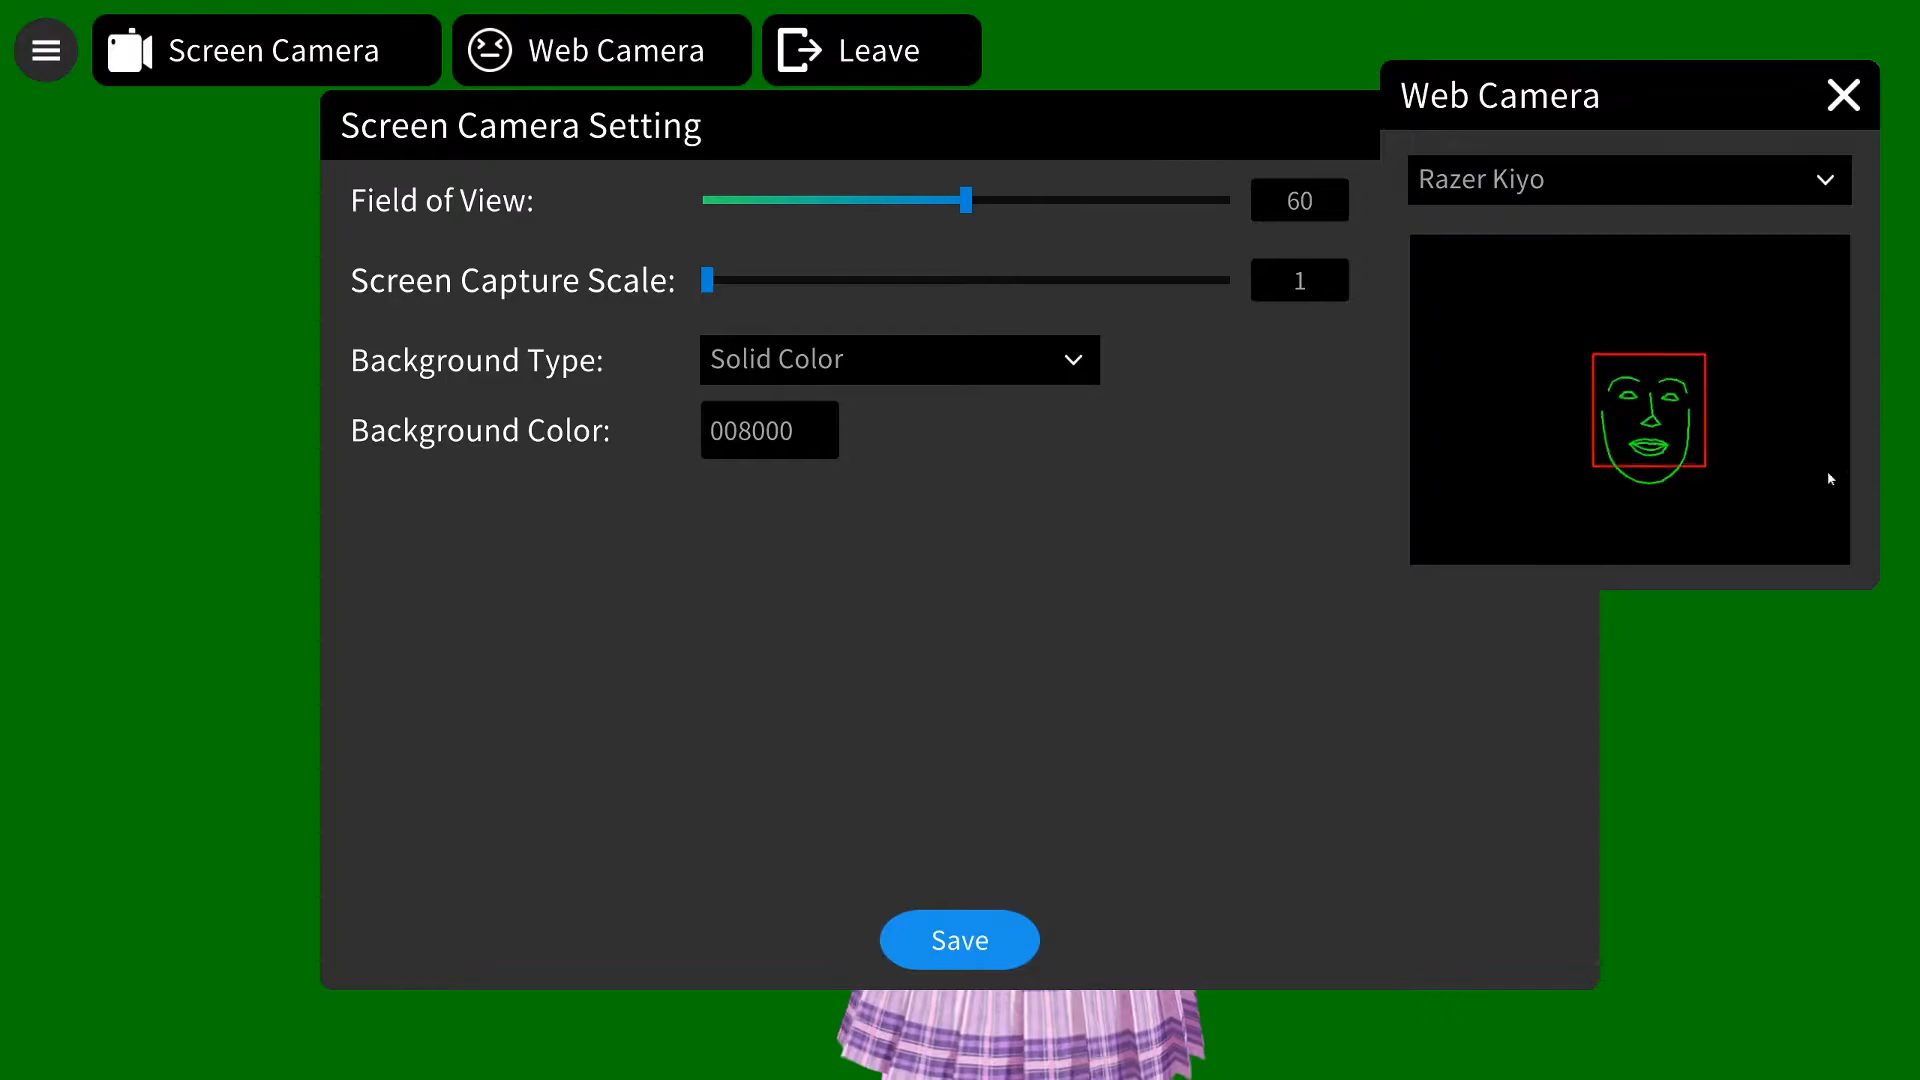 Screen Camera
Web Camera
Leave
Screen Camera Setting
Field of View:
60
Screen Capture Scale:
1
Background Type:
Solid Color
Background Color:
008000
Save
Web Camera
Razer Kiyo